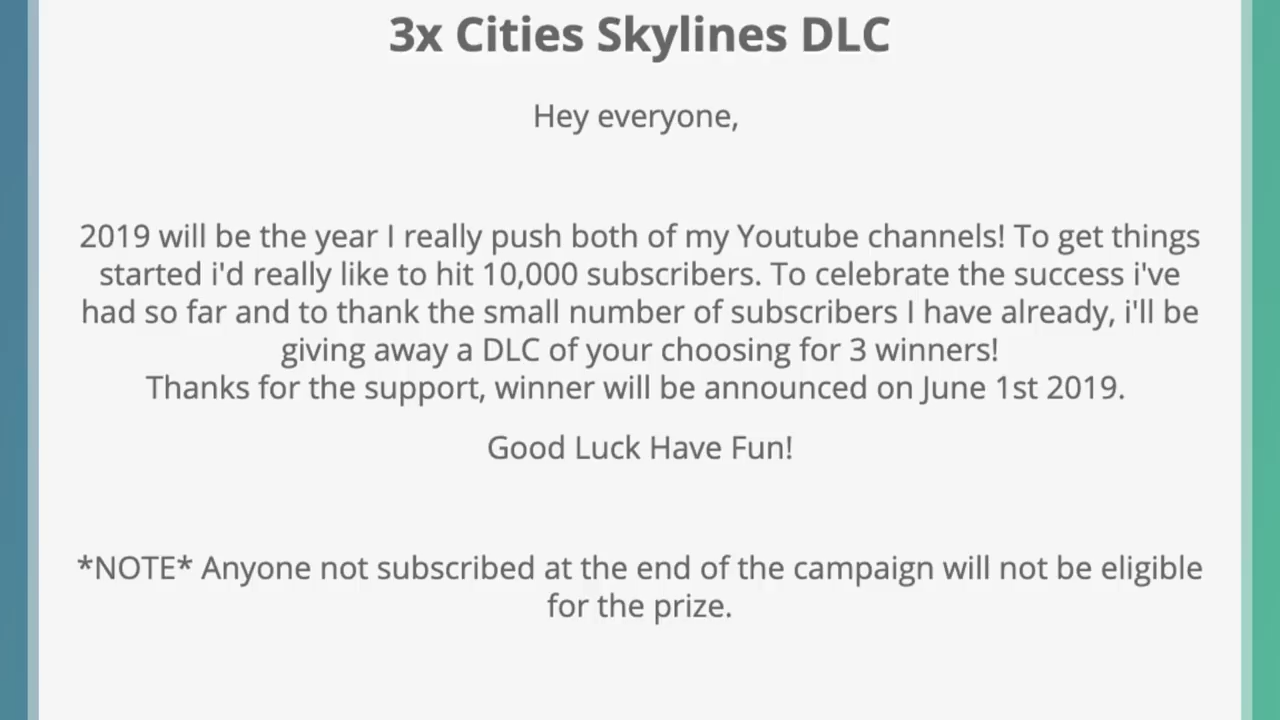 3x Cities Skylines DLC
Hey everyone,
2019 will be the year I really push both of my Youtube channels! To get things
started i'd really like to hit 10,000 subscribers. To celebrate the success i've
had so far and to thank the small number of subscribers I have already, i'll be
giving away a DLC of your choosing for 3 winners!
Thanks for the support, winner will be announced on June 1st 2019.
Good Luck Have Fun!
*NOTE* Anyone not subscribed at the end of the campaign will not be eligible
for the prize.